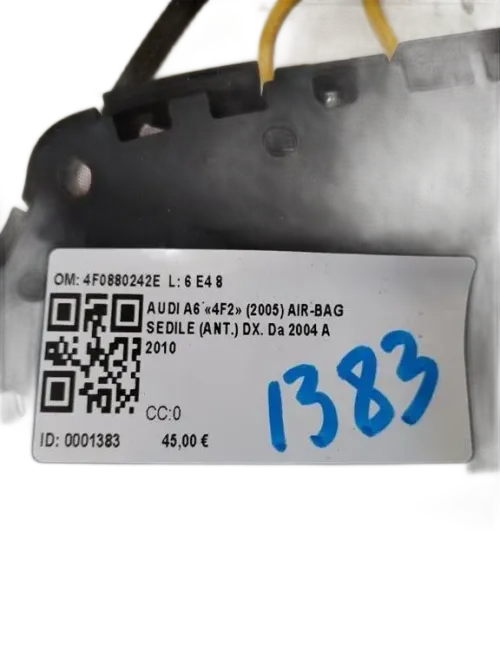 OM: 4F0880242E L: 6 E4 8
AUDI A6 «4F2» (2005) AIR-BAG
SEDILE (ANT.) DX. Da 2004 A
2010
CC:0
ID: 0001383 45,00 €
1383